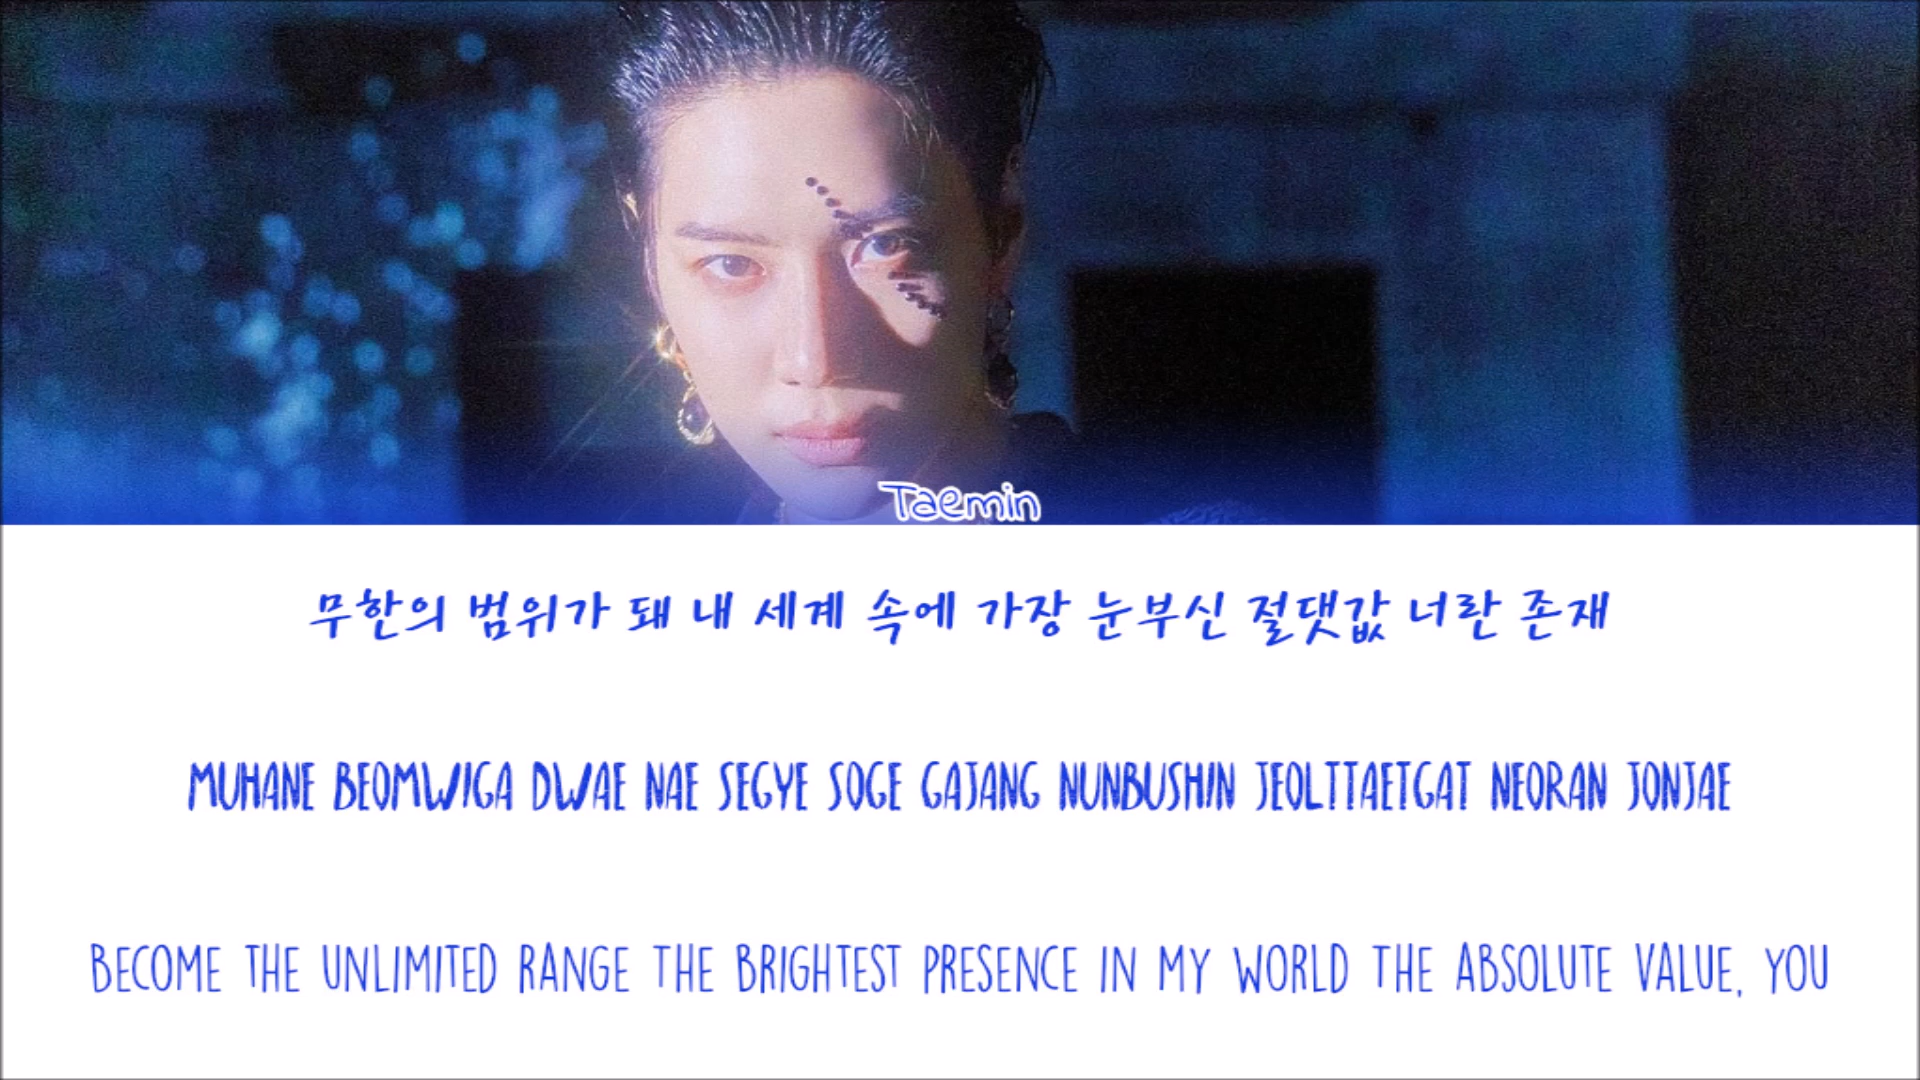 Taemin
무한의 범위가 돼 내 세계 속에 가장 눈부신 절댓값 너란 존재
MUHANE BEOMWIGA DWAE NAE SEGYE SOGE GAJANG NUNBUSHIN JEOLTTAETGAT NEORAN JONJAE
BECOME THE UNLIMITED RANGE THE BRIGHTEST PRESENCE IN MY WORLD THE ABSOLUTE VALUE, YOU